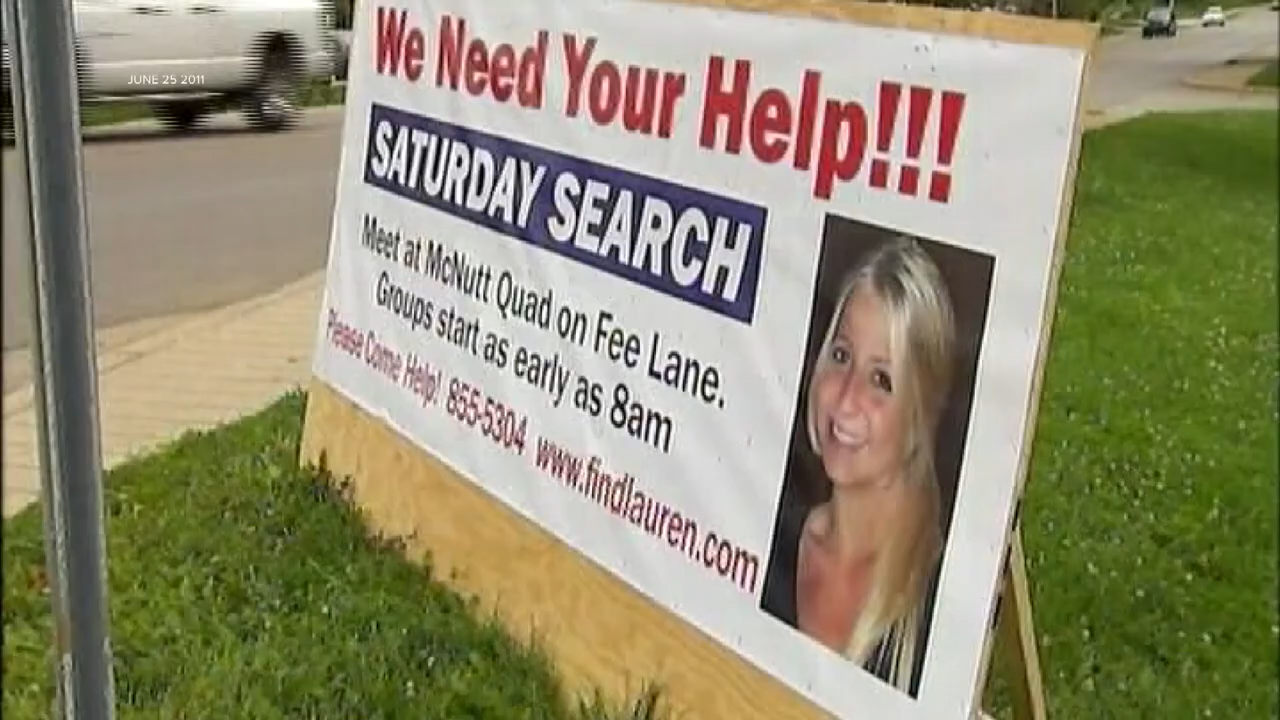 JUNE 25 2011
We Need Your Help!!!
SATURDAY SEARCH
Meet at McNutt Quad on Fee Lane.
Groups start as early as 8am
Please Come Help! 855-5304 www.findlauren.com